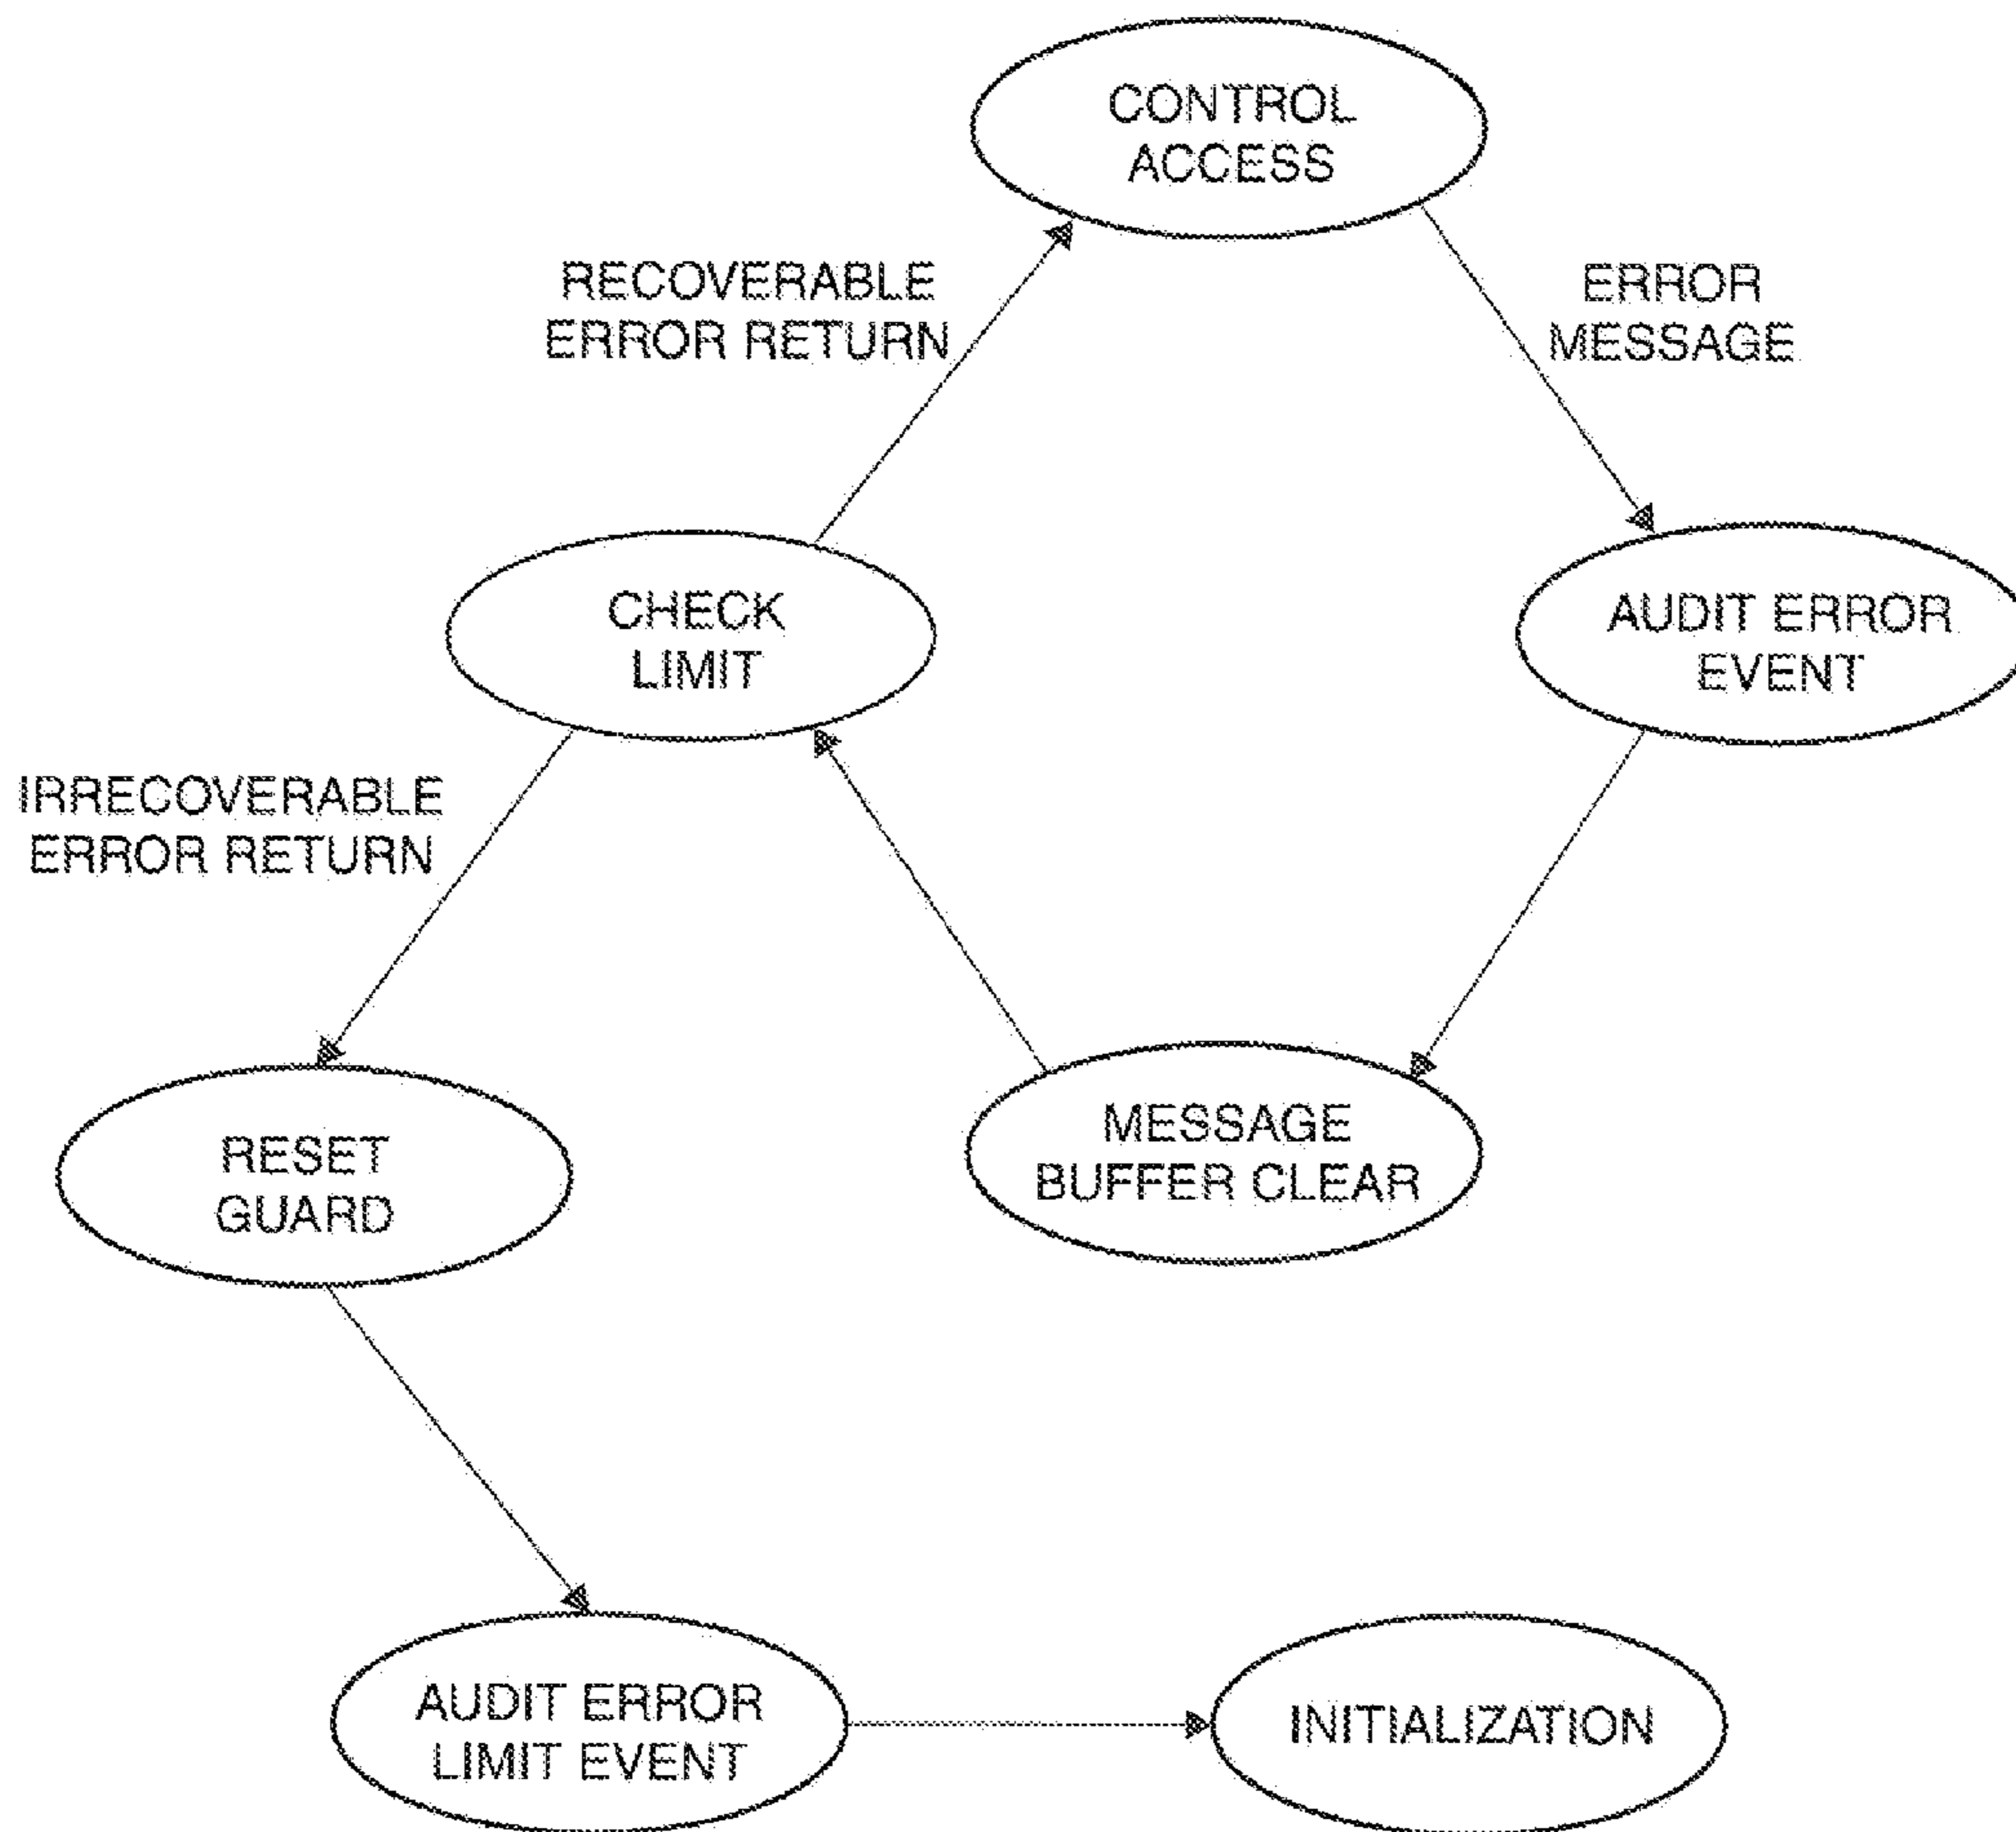 CONTROL
ACCESS
RECOVERABLE
ERROR RETURN
ERROR
MESSAGE
CHECK
LIMIT
AUDIT ERROR
EVENT
IRRECOVERABLE
ERROR RETURN
RESET
GUARD
MESSAGE
BUFFER CLEAR
AUDIT ERROR
LIMIT EVENT
INITIALIZATION